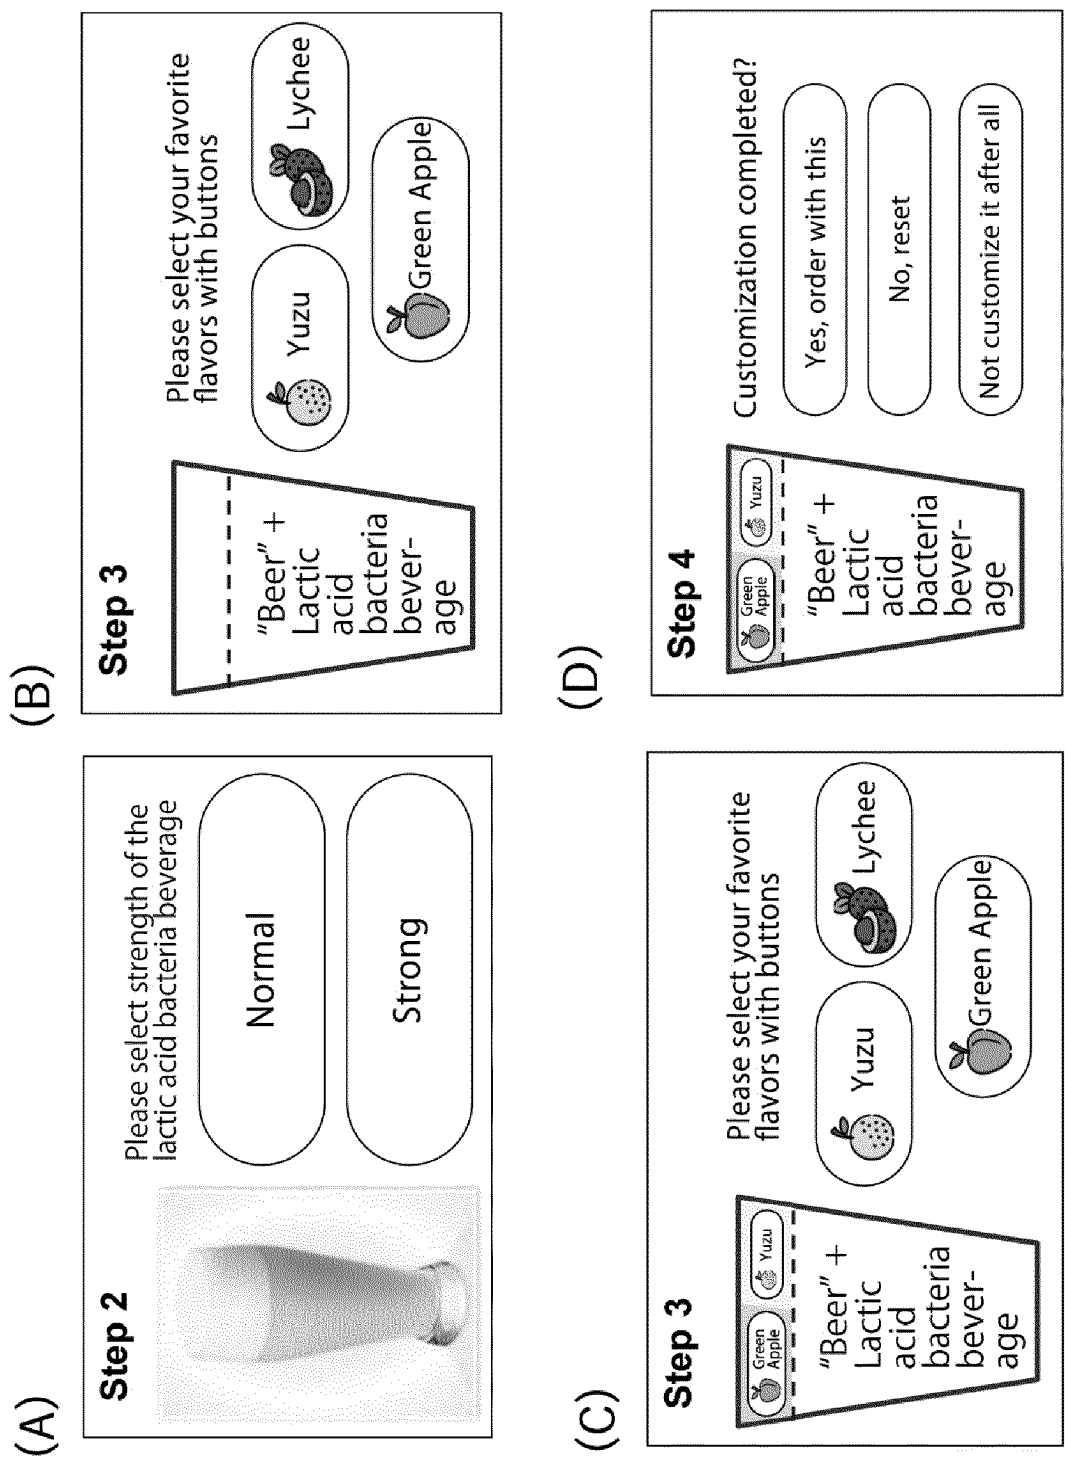 (A)
Step 2
Please select strength of the
lactic acid bacteria beverage
Normal
Strong
(B)
Step 3
Please select your favorite
flavors with buttons
"Beer" +
Lactic
acid
bacteria
bever-
age
Yuzu
Lychee
Green Apple
(C)
Step 3
Please select your favorite
flavors with buttons
Green
Apple
Yuzu
"Beer" +
Lactic
acid
bacteria
bever-
age
Yuzu
Lychee
Green Apple
(D)
Step 4
Customization completed?
Green
Apple
Yuzu
"Beer" +
Lactic
acid
bacteria
bever-
age
Yes, order with this
No, reset
Not customize it after all